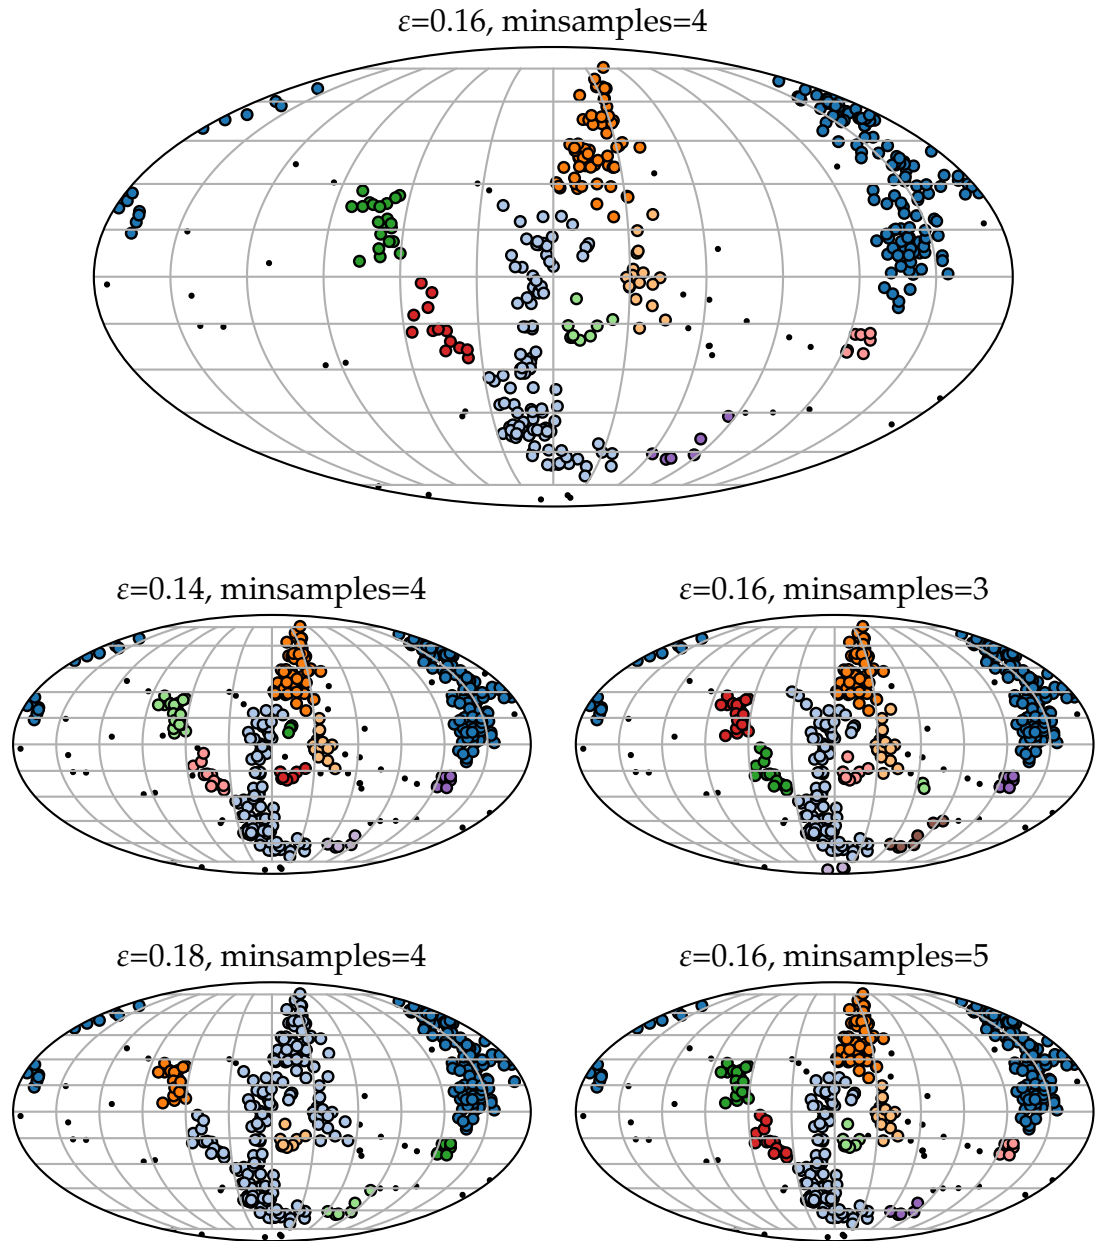 ε=0.16, minsamples=4
ε=0.14, minsamples=4
ε=0.16, minsamples=3
ε=0.18, minsamples=4
ε=0.16, minsamples=5